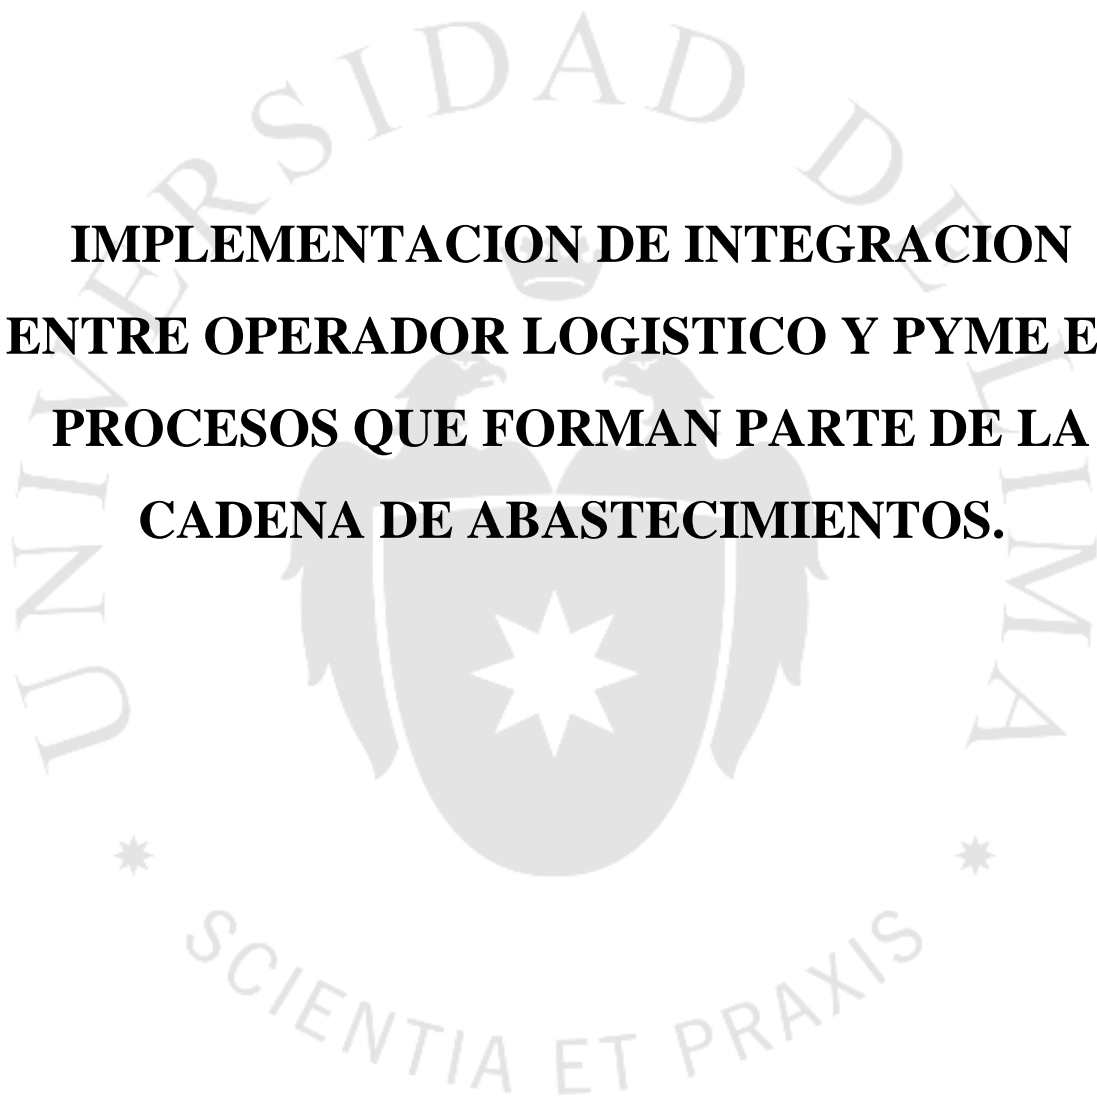 UNIVERSIDAD DE LIMA
IMPLEMENTACION DE INTEGRACION
ENTRE OPERADOR LOGISTICO Y PYME E
PROCESOS QUE FORMAN PARTE DE LA
CADENA DE ABASTECIMIENTOS.
SCIENTIA ET PRAXIS